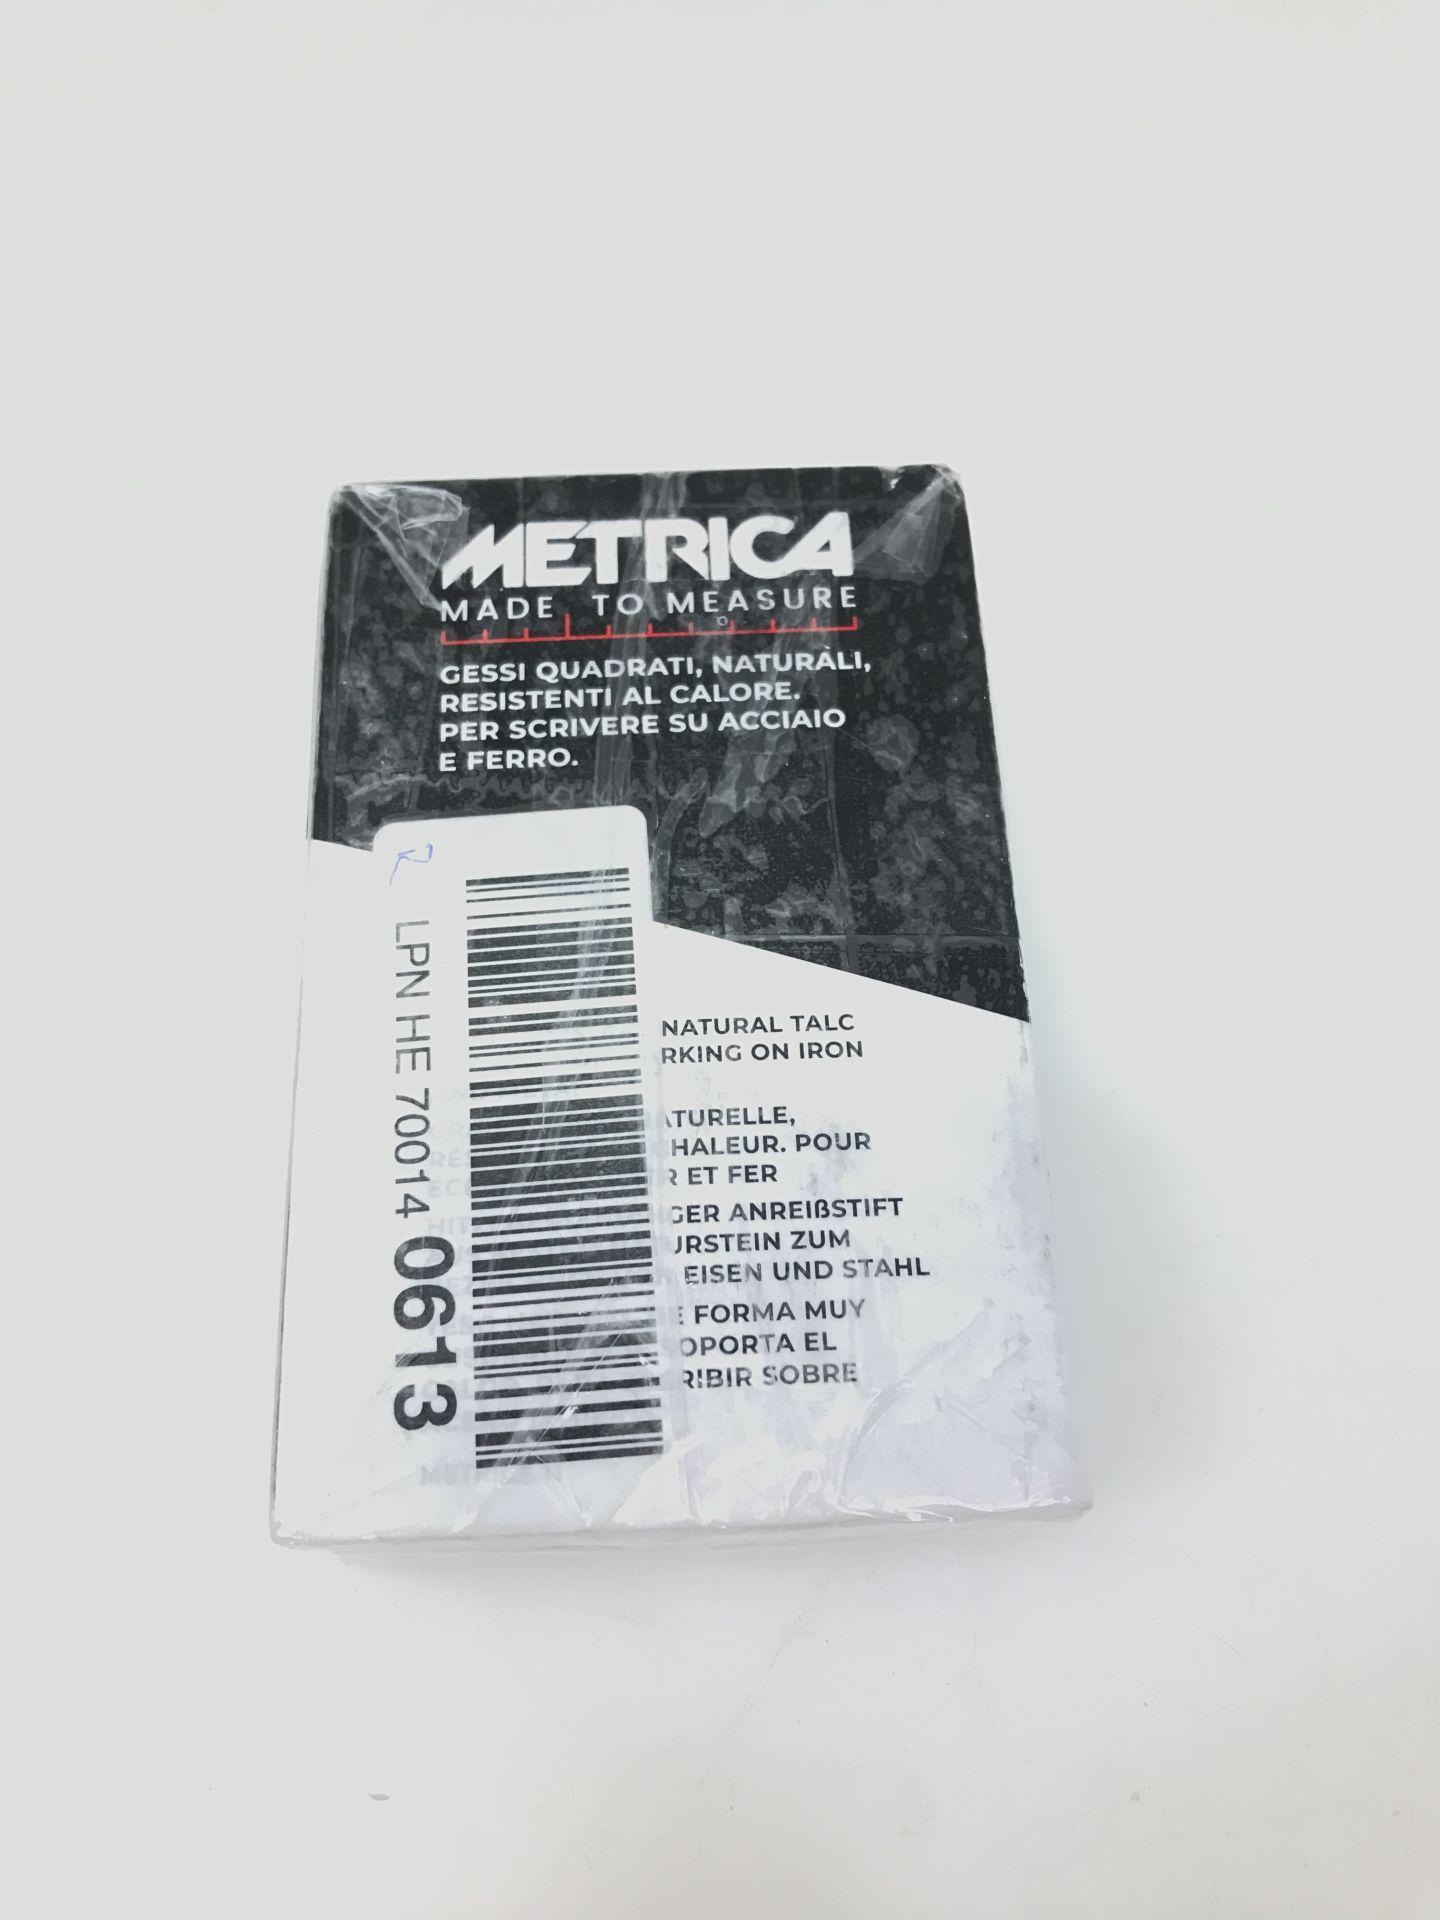 METRICA
MADE TO MEASURE
GESSI QUADRATI, NATURALI,
RESISTENTI AL CALORE.
PER SCRIVERE SU ACCIAIO
E FERRO.
LPN HE 70014 0613
NATURAL TALC
RKING ON IRON
ATURELLE,
CHALEUR. POUR
R ET FER
GER ANREIßSTIFT
URSTEIN ZUM
EISEN UND STAHL
E FORMA MUY
SOPORTA EL
RIBIR SOBRE